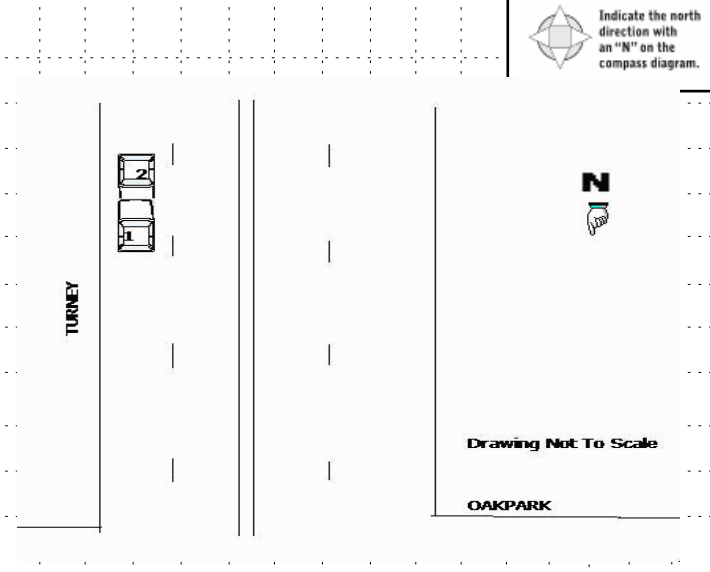 Indicate the north
direction with
an "N" on the
compass diagram.
2
N
1
TURNEY
Drawing Not To Scale
OAKPARK